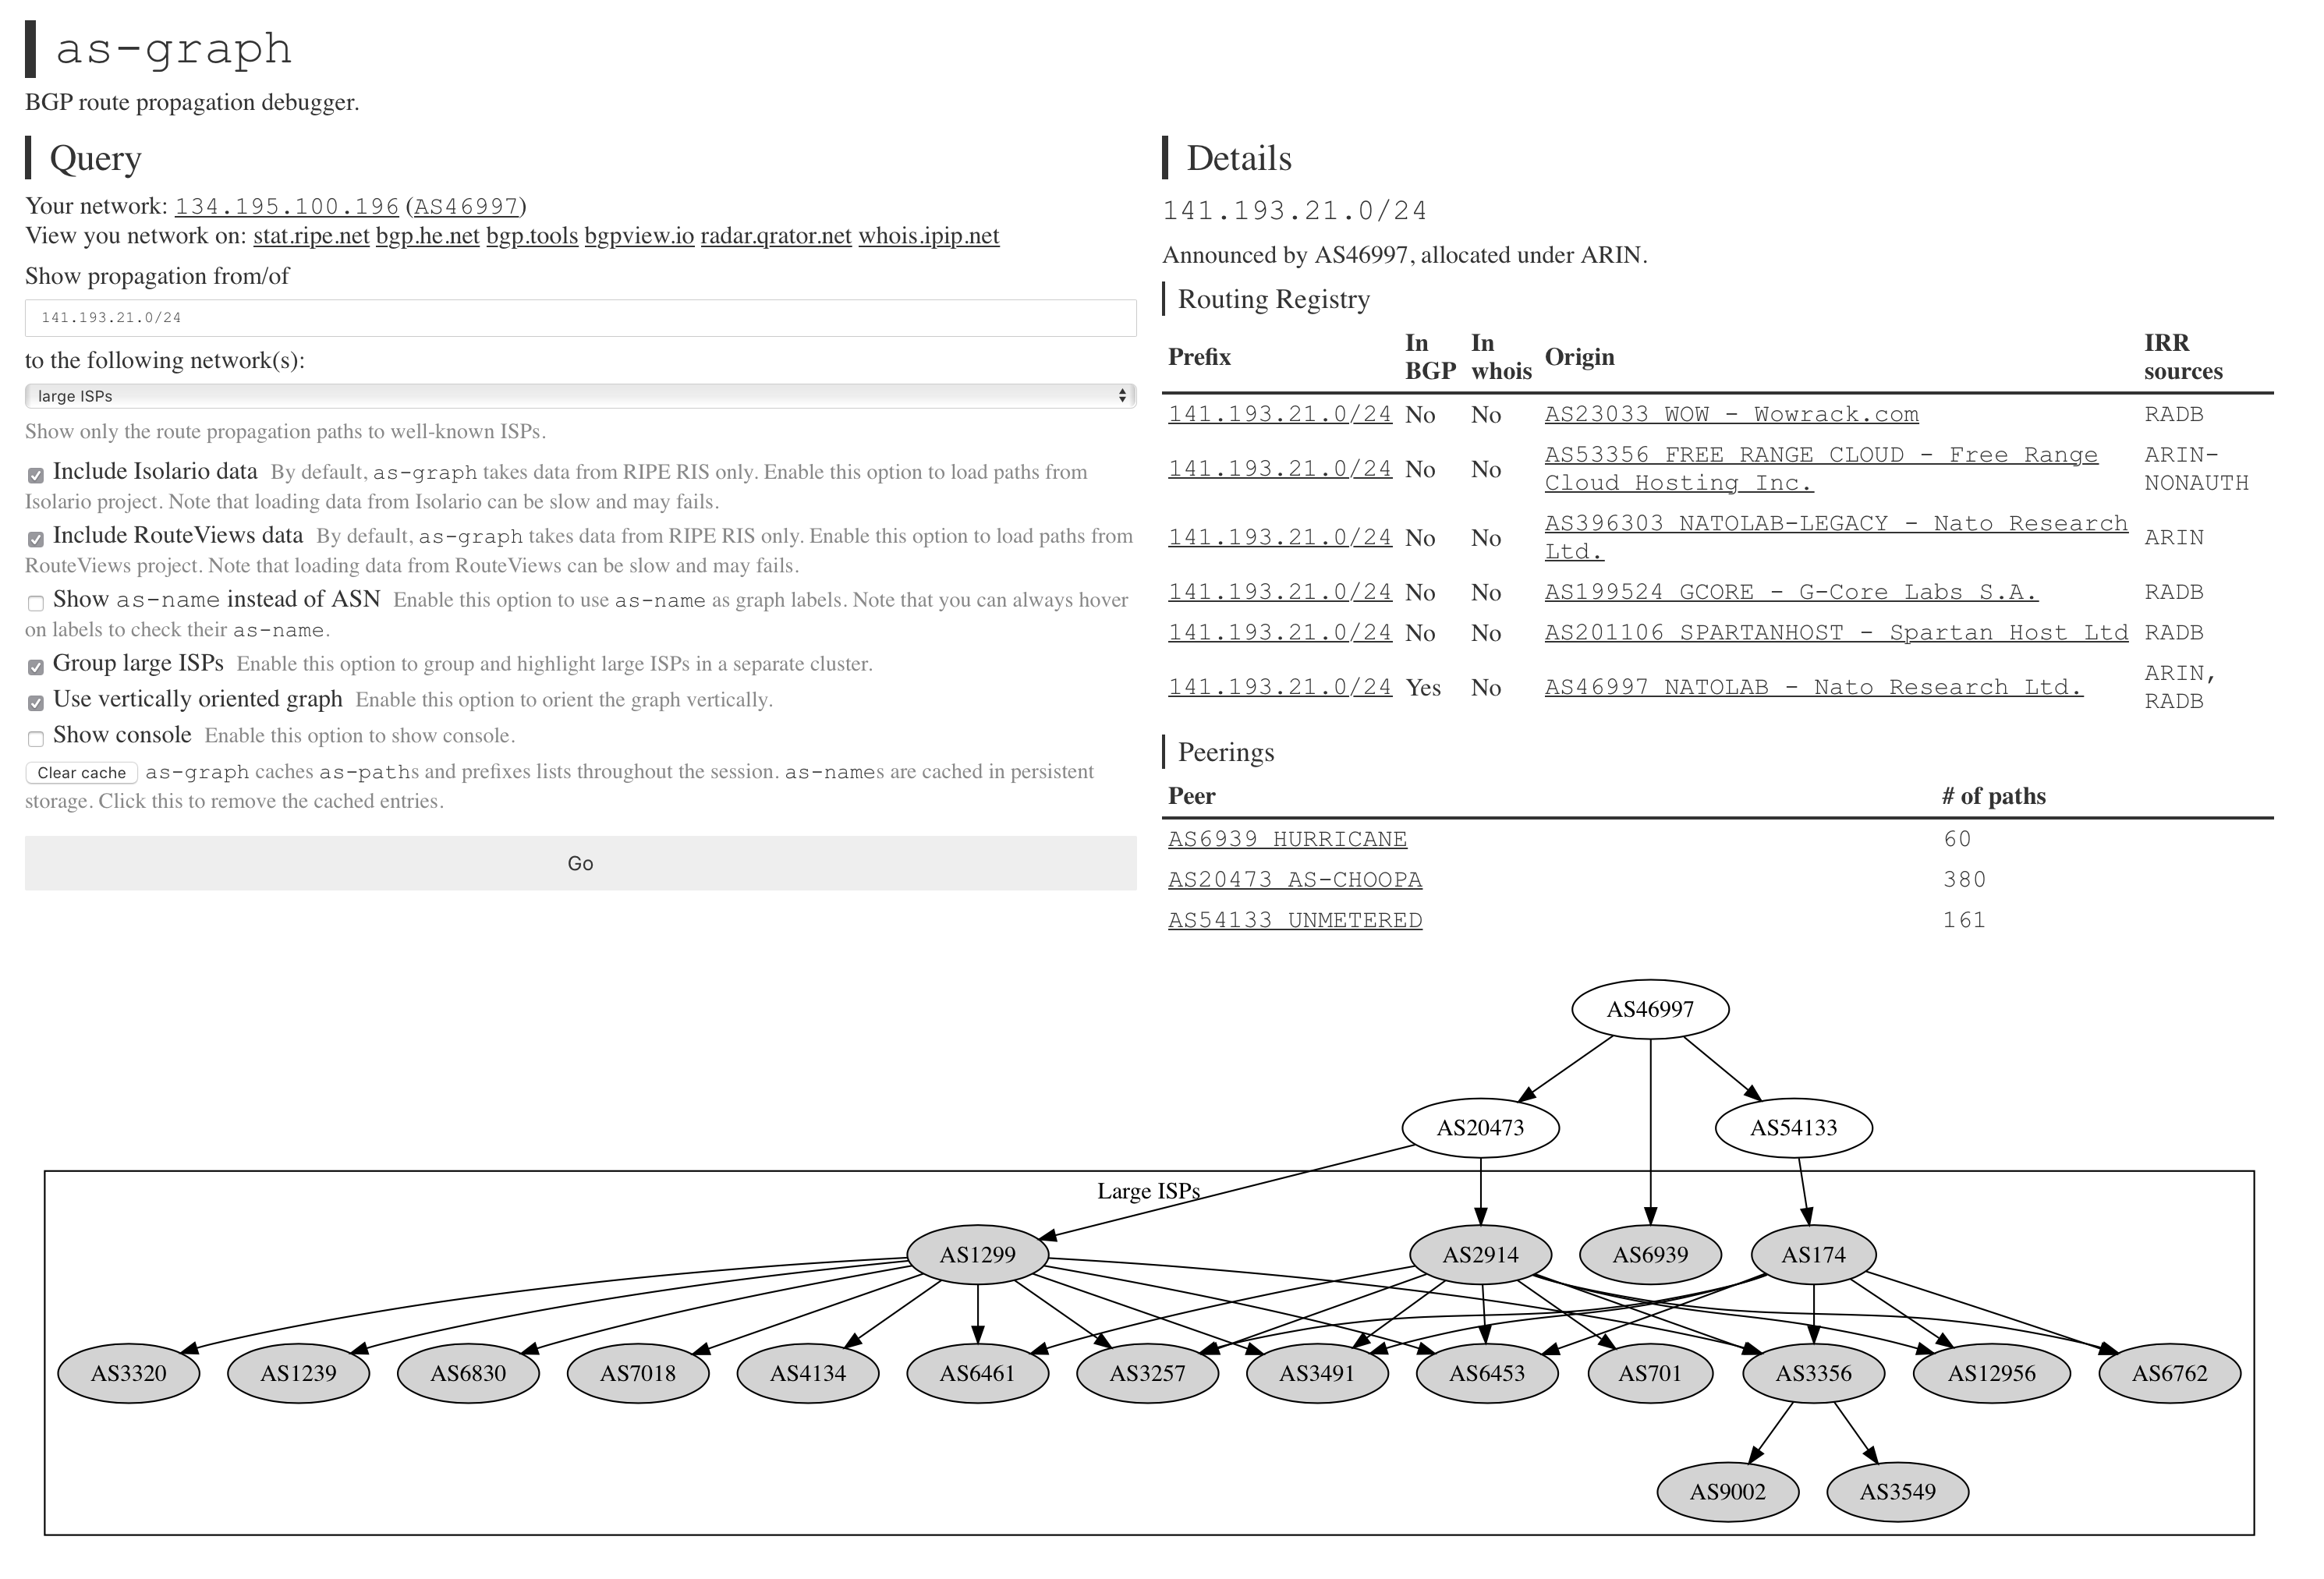 as-graph
BGP route propagation debugger.
Query
Your network: 134.195.100.196 (AS46997)
View you network on: stat.ripe.net bgp.he.net bgp.tools bgpview.io radar.qrator.net whois.ipip.net
Show propagation from/of
141.193.21.0/24
to the following network(s):
large ISPs
Show only the route propagation paths to well-known ISPs.
Include Isolario data By default, as-graph takes data from RIPE RIS only. Enable this option to load paths from
Isolario project. Note that loading data from Isolario can be slow and may fails.
Include RouteViews data By default, as-graph takes data from RIPE RIS only. Enable this option to load paths from
RouteViews project. Note that loading data from RouteViews can be slow and may fails.
Show as-name instead of ASN Enable this option to use as-name as graph labels. Note that you can always hover
on labels to check their as-name.
Group large ISPs Enable this option to group and highlight large ISPs in a separate cluster.
Use vertically oriented graph Enable this option to orient the graph vertically.
Show console Enable this option to show console.
Clear cache as-graph caches as-paths and prefixes lists throughout the session. as-names are cached in persistent
storage. Click this to remove the cached entries.
Go
Details
141.193.21.0/24
Announced by AS46997, allocated under ARIN.
Routing Registry
Prefix In BGP In whois Origin IRR sources
141.193.21.0/24 No No AS23033 WOW - Wowrack.com RADB
141.193.21.0/24 No No AS53356 FREE RANGE CLOUD - Free Range Cloud Hosting Inc. ARIN-NONAUTH
141.193.21.0/24 No No AS396303 NATOLAB-LEGACY - Nato Research Ltd. ARIN
141.193.21.0/24 No No AS199524 GCORE - G-Core Labs S.A. RADB
141.193.21.0/24 No No AS201106 SPARTANHOST - Spartan Host Ltd RADB
141.193.21.0/24 Yes No AS46997 NATOLAB - Nato Research Ltd. ARIN, RADB
Peerings
Peer # of paths
AS6939 HURRICANE 60
AS20473 AS-CHOOPA 380
AS54133 UNMETERED 161
AS46997
AS20473 AS54133
Large ISPs
AS1299 AS2914 AS6939 AS174
AS3320 AS1239 AS6830 AS7018 AS4134 AS6461 AS3257 AS3491 AS6453 AS701 AS3356 AS12956 AS6762
AS9002 AS3549